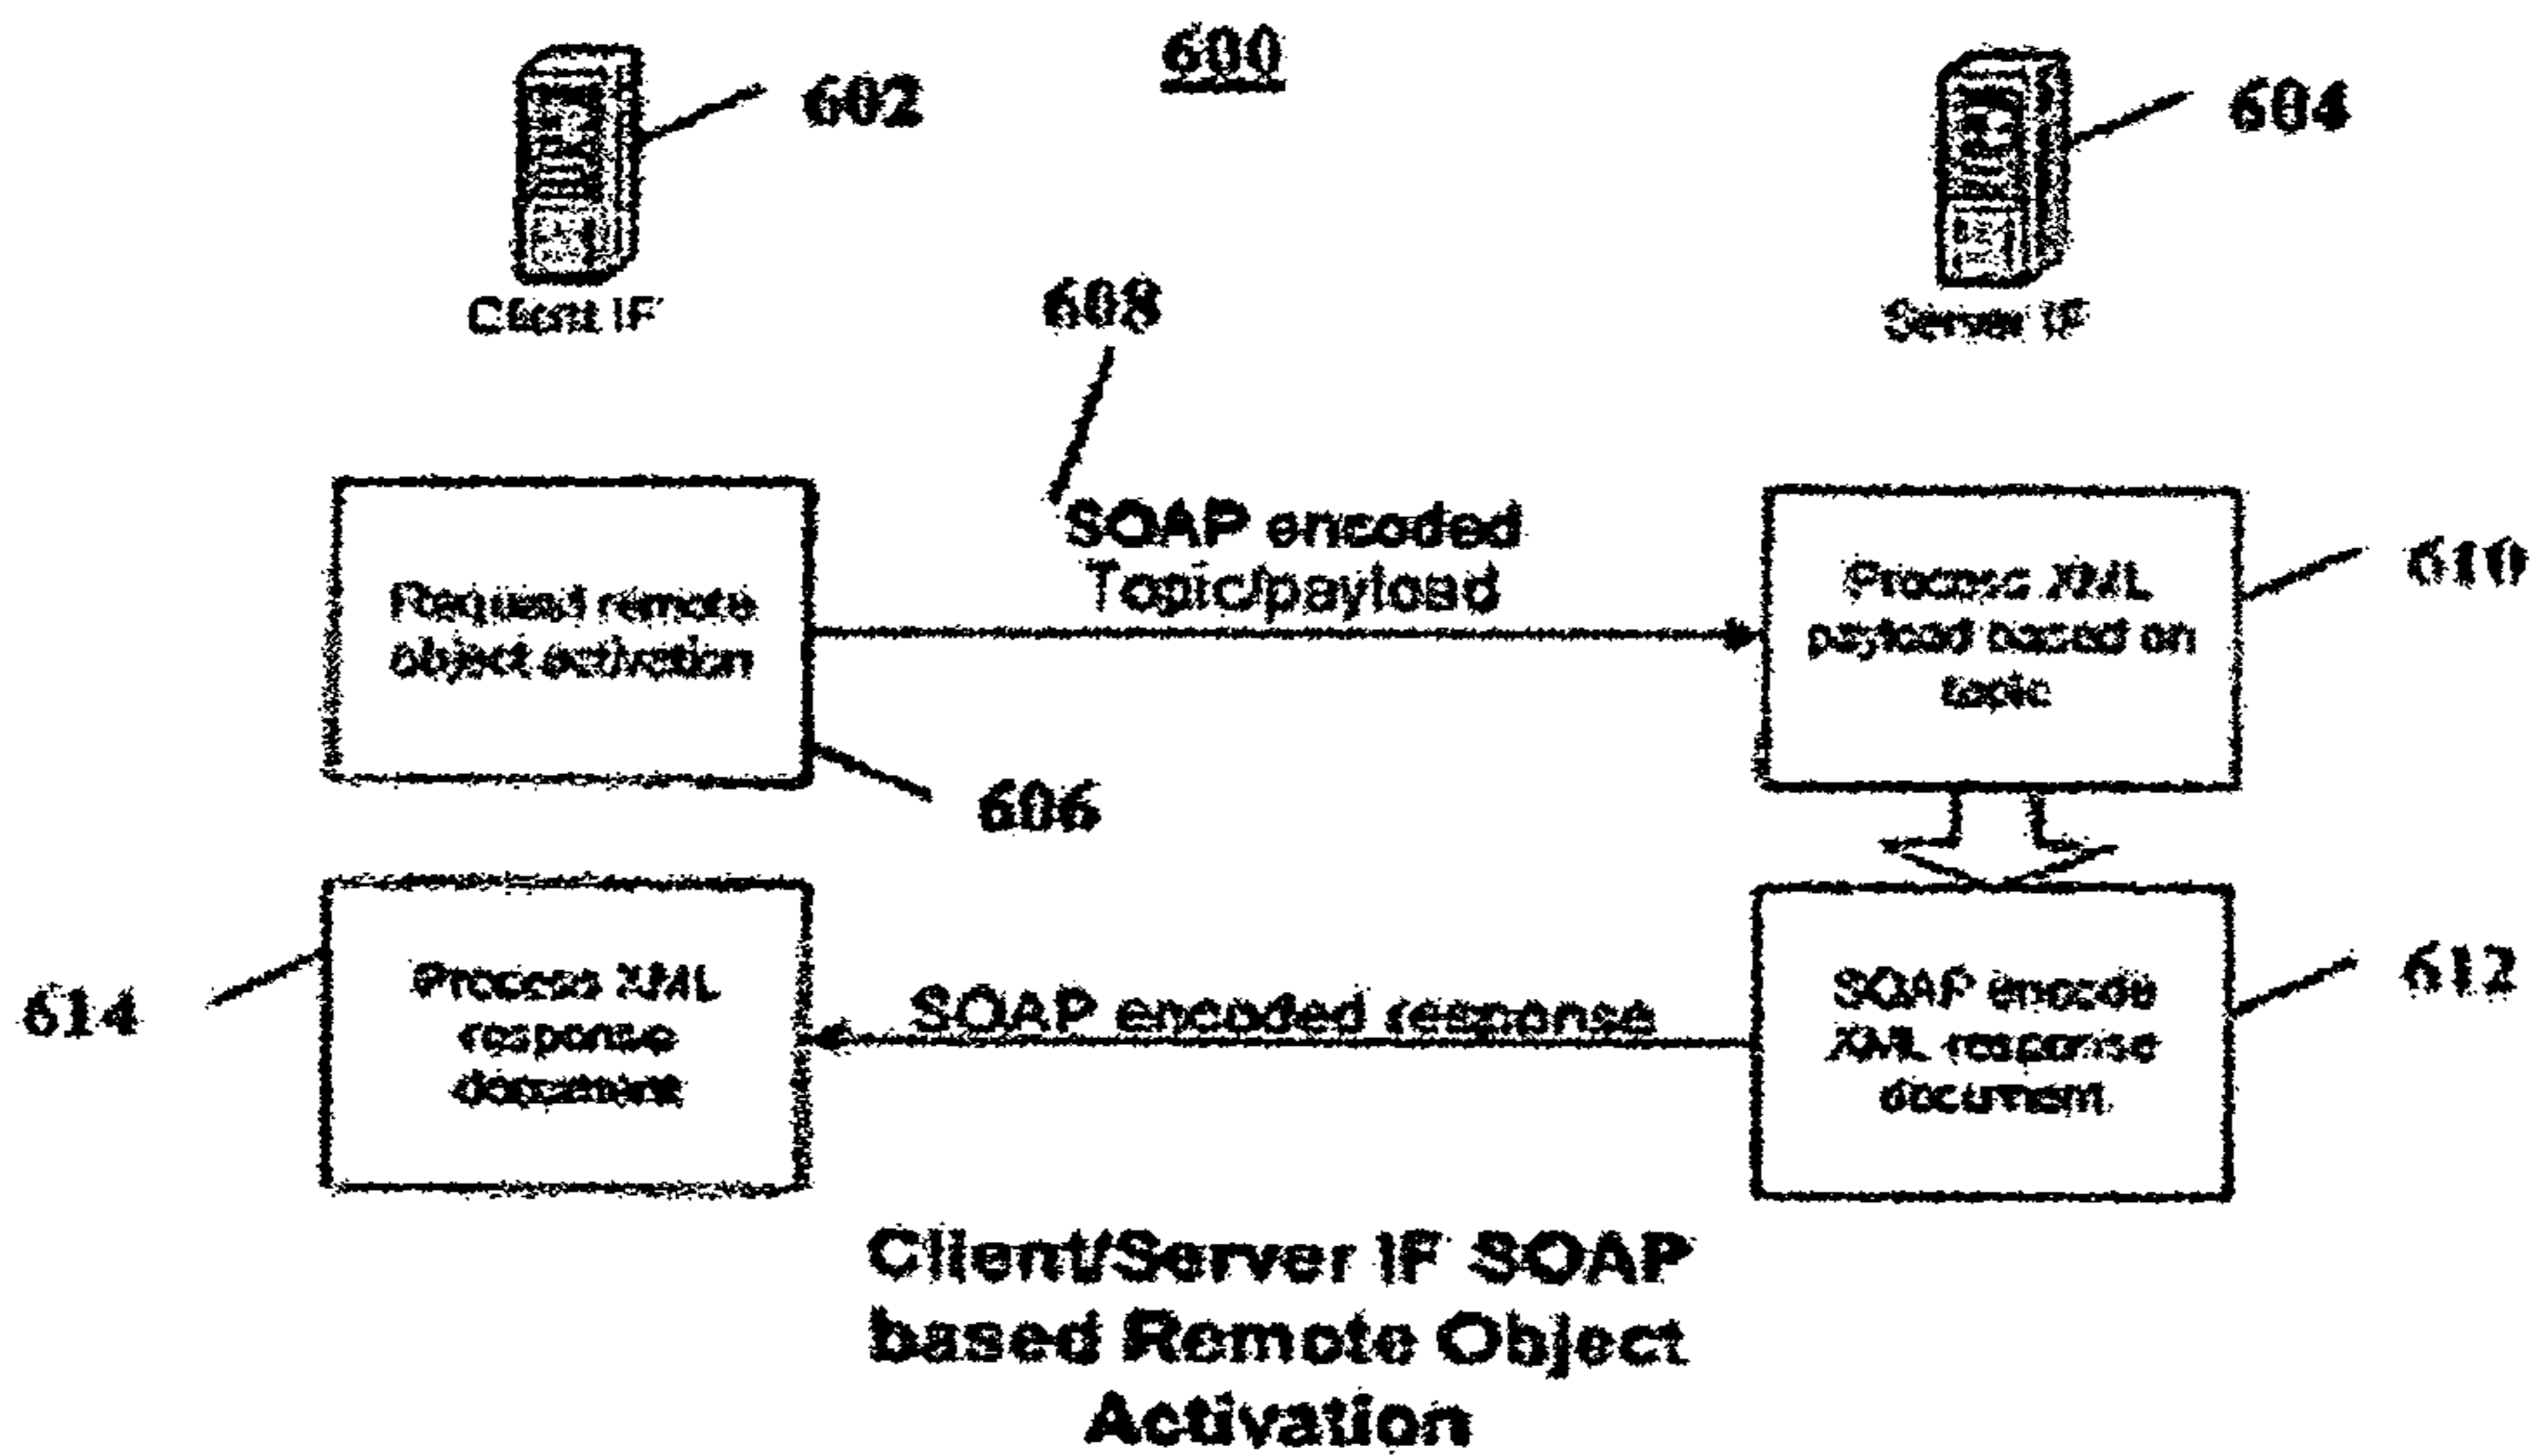 600
602
604
Client IF
Server IF
608
SOAP encoded
Topic/payload
Request remote
object activation
Process XML
payload based on
topic
610
606
614
Process XML
response
document
SOAP encoded response
SOAP encode
XML response
document
612
Client/Server IF SOAP
based Remote Object
Activation